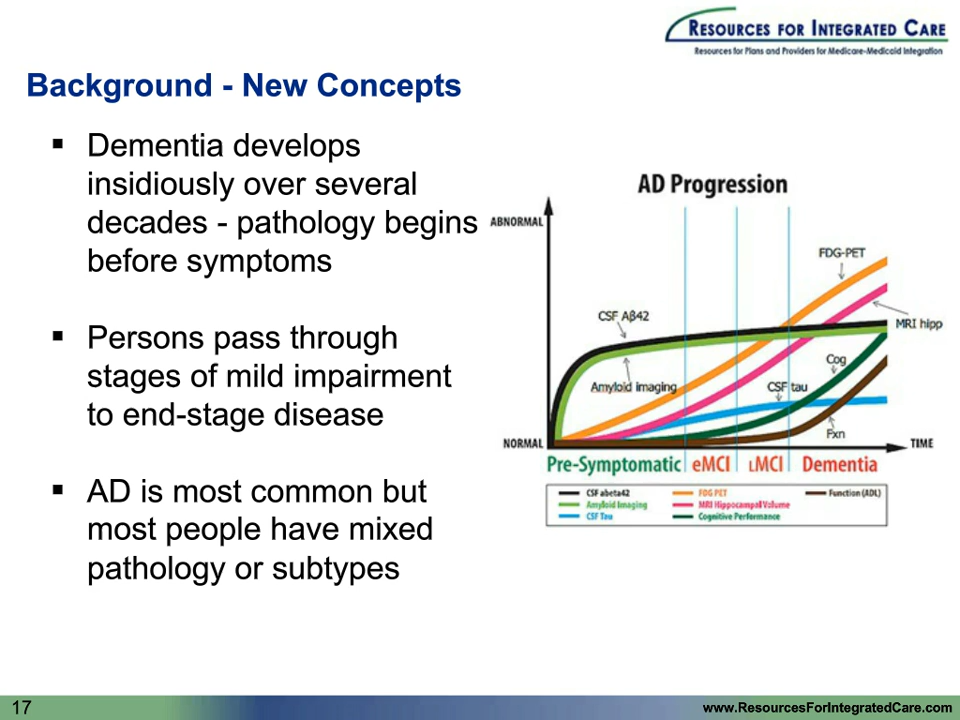 RESOURCES FOR INTEGRATED CARE
Resources for Plans and Providers for Medicare-Medicaid Integration
Background - New Concepts
▪ Dementia develops
insidiously over several
decades - pathology begins
before symptoms
▪ Persons pass through
stages of mild impairment
to end-stage disease
▪ AD is most common but
most people have mixed
pathology or subtypes
AD Progression
ABNORMAL
FDG-PET
CSF Aβ42
MRI hipp
Cog
Amyloid imaging
CSF tau
Fxn
NORMAL
TIME
Pre-Symptomatic eMCI LMCI Dementia
CSF abeta42 FDG PET Function (ADL)
Amyloid Imaging MRI Hippocampall Volume
CSF Tau Cognitive Performance
17
www.ResourcesForIntegratedCare.com